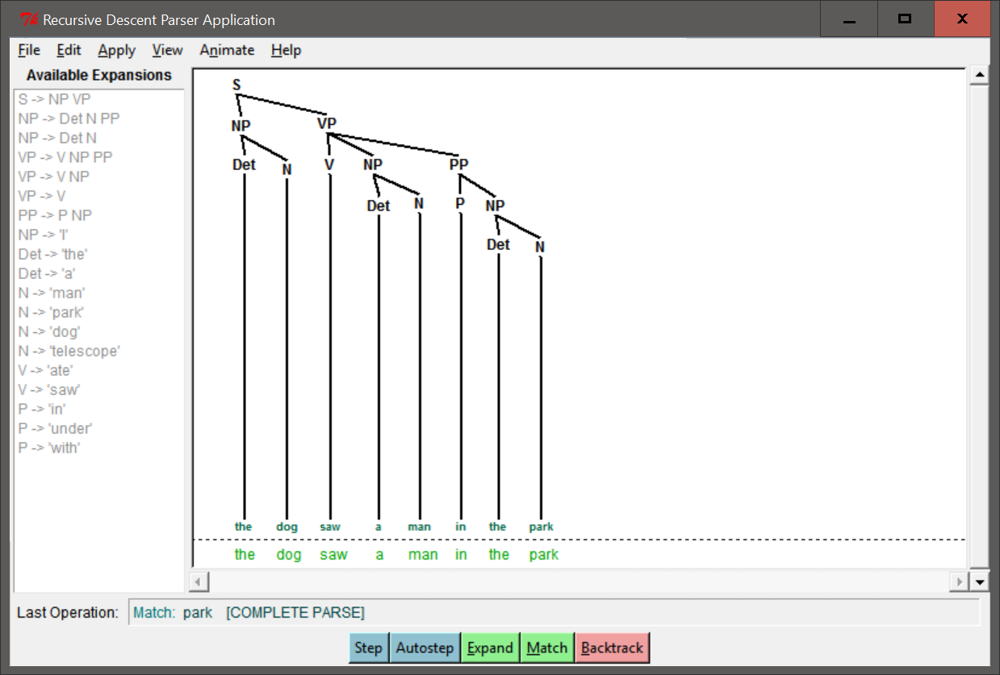 Recursive Descent Parser Application
File Edit Apply View Animate Help
Available Expansions
S -> NP VP
NP -> Det N PP
NP -> Det N
VP -> V NP PP
VP -> V NP
VP -> V
PP -> P NP
NP -> 'I'
Det -> 'the'
Det -> 'a'
N -> 'man'
N -> 'park'
N -> 'dog'
N -> 'telescope'
V -> 'ate'
V -> 'saw'
P -> 'in'
P -> 'under'
P -> 'with'
S
NP VP
Det N V NP PP
Det N P NP
Det N
the dog saw a man in the park
the dog saw a man in the park
Last Operation: Match: park [COMPLETE PARSE]
Step Autostep Expand Match Backtrack